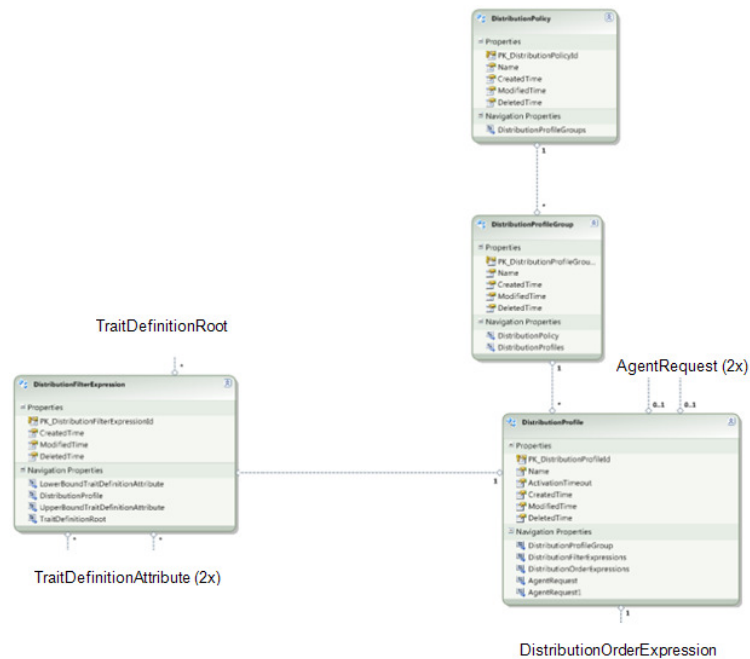 DistributionPolicy
Properties
PK_DistributionPolicyId
Name
CreatedTime
ModifiedTime
DeletedTime
Navigation Properties
DistributionProfileGroups
1
*
DistributionProfileGroup
Properties
PK_DistributionProfileGrou...
Name
CreatedTime
ModifiedTime
DeletedTime
Navigation Properties
DistributionPolicy
DistributionProfiles
1
*
TraitDefinitionRoot
*
DistributionFilterExpression
Properties
PK_DistributionFilterExpressionId
CreatedTime
ModifiedTime
DeletedTime
Navigation Properties
LowerBoundTraitDefinitionAttribute
DistributionProfile
UpperBoundTraitDefinitionAttribute
TraitDefinitionRoot
* *
TraitDefinitionAttribute (2x)
AgentRequest (2x)
0..1 0..1
DistributionProfile
Properties
PK_DistributionProfileId
Name
ActivationTimeout
CreatedTime
ModifiedTime
DeletedTime
Navigation Properties
DistributionProfileGroup
DistributionFilterExpressions
DistributionOrderExpressions
AgentRequest
AgentRequest1
1
1
DistributionOrderExpression